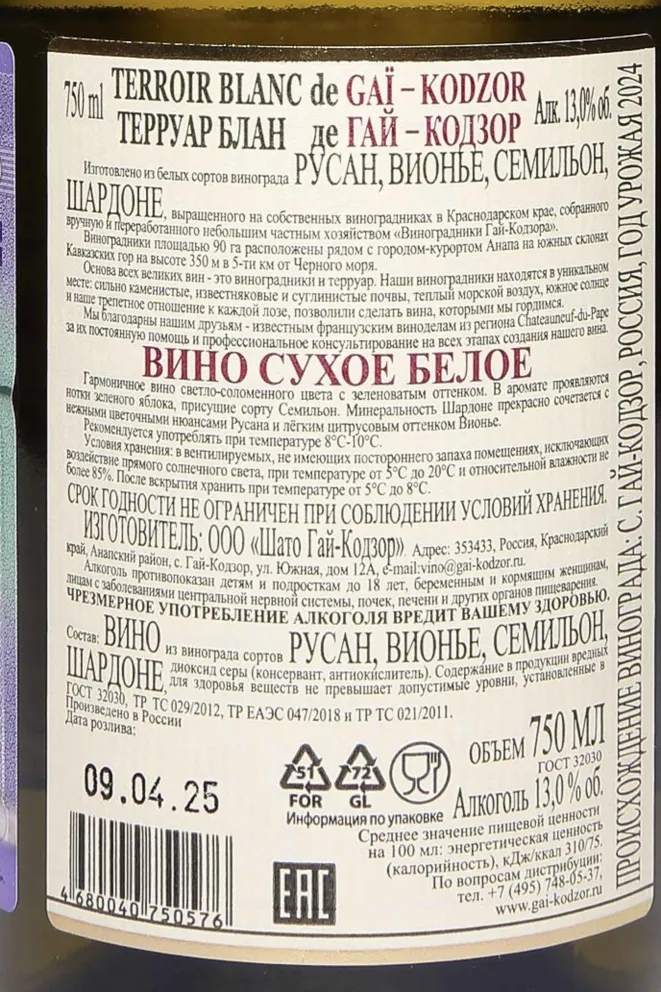 750 ml
TERROIR BLANC de GAÏ – KODZOR
ТЕРРУАР БЛАН де ГАЙ – КОДЗОР
Алк. 13,0% об.
Изготовлено из белых сортов винограда РУСАН, ВИОНЬЕ, СЕМИЛЬОН,
ШАРДОНЕ, выращенного на собственных виноградниках в Краснодарском крае, собранного
вручную и переработанного небольшим частным хозяйством «Виноградники Гай-Кодзора».
Виноградники площадью 90 га расположены рядом с городом-курортом Анапа на южных склонах
Кавказских гор на высоте 350 м в 5-ти км от Черного моря.
Основа всех великих вин - это виноградники и терруар. Наши виноградники находятся в уникальном
месте: сильно каменистые, известняковые и суглинистые почвы, теплый морской воздух, южное солнце
и наше трепетное отношение к каждой лозе, позволили сделать вина, которыми мы гордимся.
Мы благодарны нашим друзьям - известным французским виноделам из региона Chateauneuf-du-Pape
за их постоянную помощь и профессиональное консультирование на всех этапах создания нашего вина.
ВИНО СУХОЕ БЕЛОЕ
Гармоничное вино светло-соломенного цвета с зеленоватым оттенком. В аромате проявляются
нотки зеленого яблока, присущие сорту Семильон. Минеральность Шардоне прекрасно сочетается с
нежными цветочными нюансами Русана и лёгким цитрусовым оттенком Вионье.
Рекомендуется употреблять при температуре 8°C-10°C.
Условия хранения: в вентилируемых, не имеющих постороннего запаха помещениях, исключающих
воздействие прямого солнечного света, при температуре от 5°C до 20°C и относительной влажности не
более 85%. После вскрытия хранить при температуре от 5°C до 8°C.
СРОК ГОДНОСТИ НЕ ОГРАНИЧЕН ПРИ СОБЛЮДЕНИИ УСЛОВИЙ ХРАНЕНИЯ.
ИЗГОТОВИТЕЛЬ: ООО «Шато Гай-Кодзор». Адрес: 353433, Россия, Краснодарский
край, Анапский район, с. Гай-Кодзор, ул. Южная, дом 12А, e-mail:vino@gai-kodzor.ru.
Алкоголь противопоказан детям и подросткам до 18 лет, беременным и кормящим женщинам,
лицам с заболеваниями центральной нервной системы, почек, печени и других органов пищеварения.
ЧРЕЗМЕРНОЕ УПОТРЕБЛЕНИЕ АЛКОГОЛЯ ВРЕДИТ ВАШЕМУ ЗДОРОВЬЮ.
Состав: ВИНО из винограда сортов РУСАН, ВИОНЬЕ, СЕМИЛЬОН,
ШАРДОНЕ, диоксид серы (консервант, антиокислитель). Содержание в продукции вредных
для здоровья веществ не превышает допустимые уровни, установленные в
ГОСТ 32030, ТР ТС 029/2012, ТР ЕАЭС 047/2018 и ТР ТС 021/2011.
Произведено в России
Дата розлива:
09.04.25
51
FOR
72
GL
Информация по упаковке
ОБЪЕМ 750 МЛ
ГОСТ 32030
Алкоголь 13,0 % об.
Среднее значение пищевой ценности
на 100 мл: энергетическая ценность
(калорийность), кДж/ккал 310/75.
По вопросам дистрибуции:
тел. +7 (495) 748-05-37,
www.gai-kodzor.ru
4 680040 750576
EAC
ПРОИСХОЖДЕНИЕ ВИНОГРАДА: С. ГАЙ-КОДЗОР, РОССИЯ, ГОД УРОЖАЯ 2024